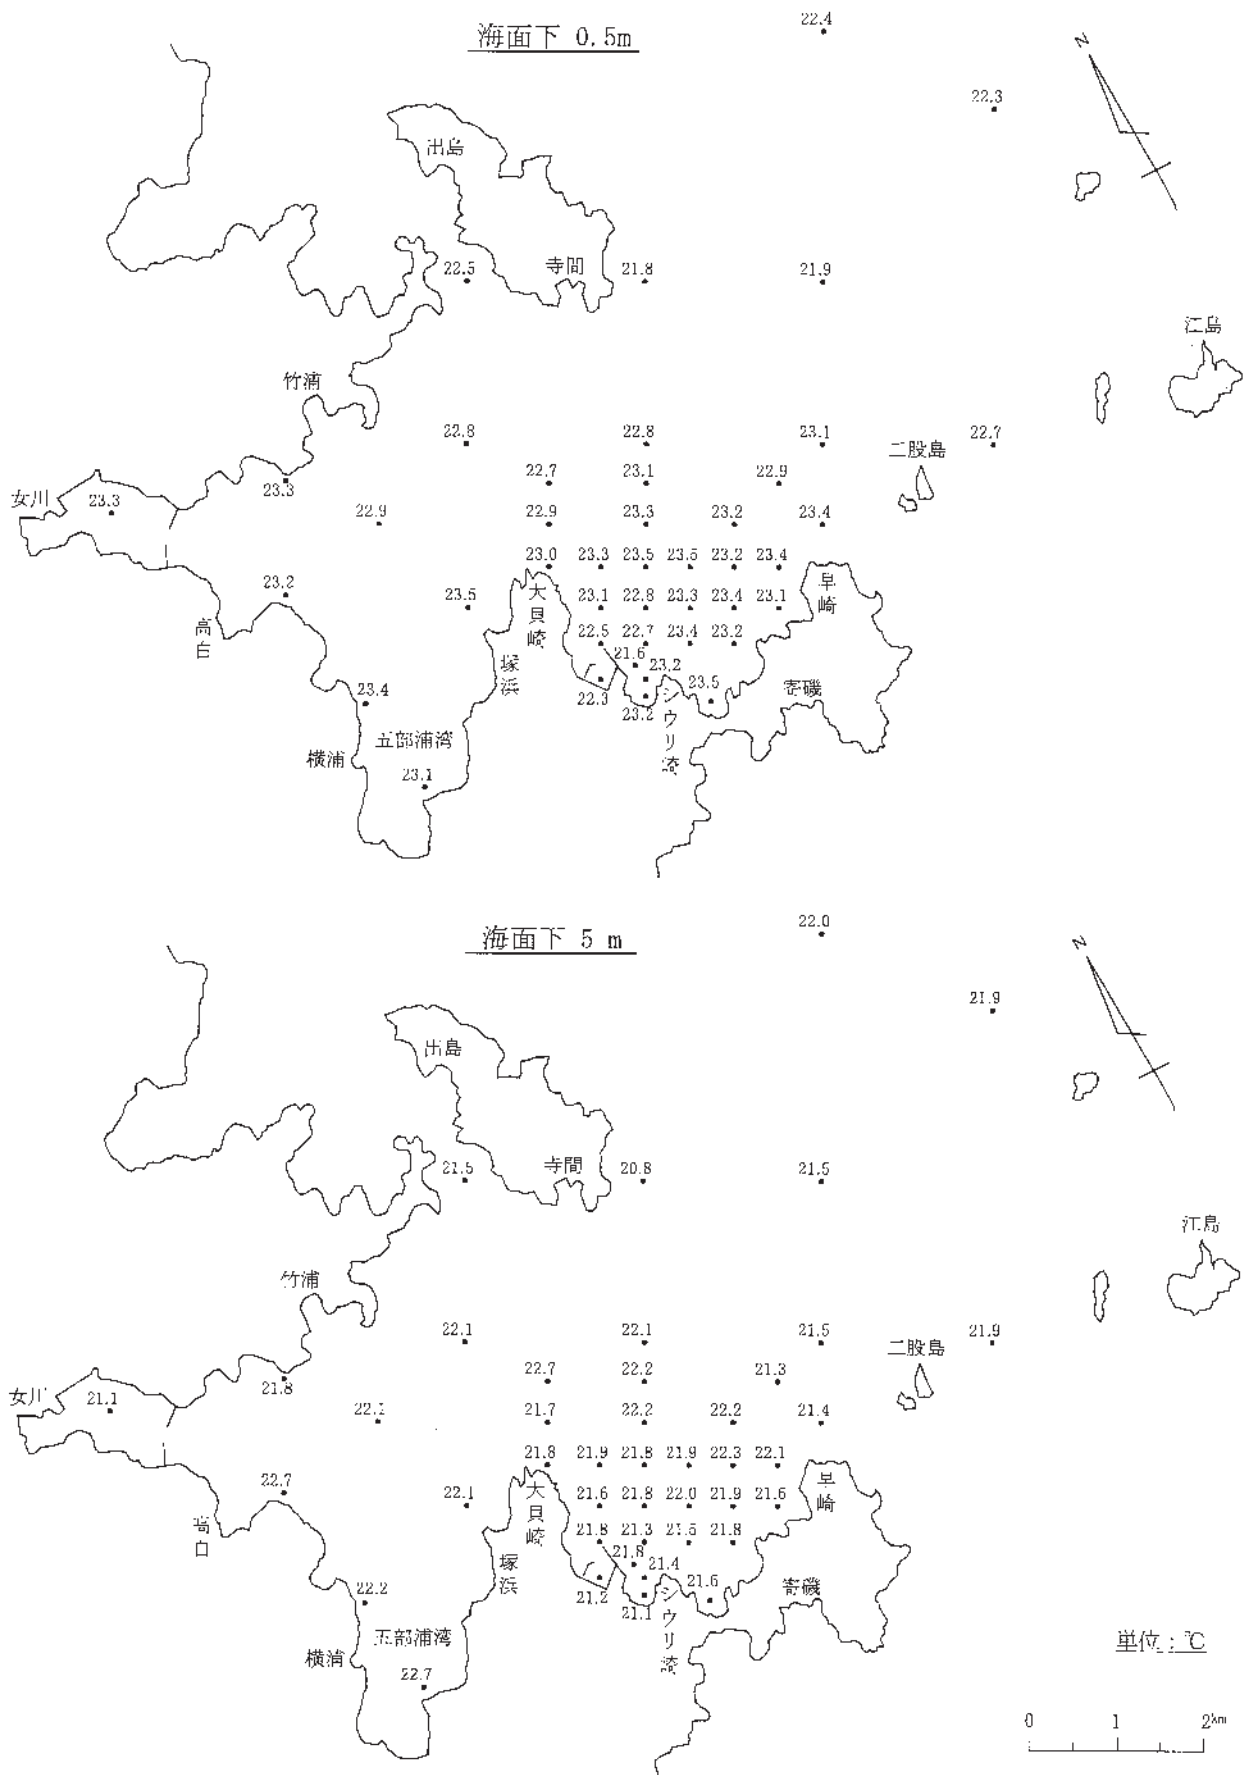 海面下 0.5m
22.4
N
22.3
出島
22.5
寺間
21.8
21.9
江島
竹浦
22.8
22.8
23.1
二股島
22.7
女川
23.3
23.3
22.7
23.1
22.9
22.9
22.9
23.3
23.2
23.4
23.0
23.3
23.5
23.5
23.2
23.4
早崎
23.2
23.5
大貝崎
23.1
22.8
23.3
23.4
23.1
高白
22.5
22.7
23.4
23.2
塚浜
21.6
23.2
22.3
23.2
23.5
寄磯
シウリ崎
23.4
五部浦湾
横浦
23.1
海面下 5 m
22.0
N
21.9
出島
21.5
寺間
20.8
21.5
江島
竹浦
22.1
22.1
21.5
二股島
21.9
女川
21.1
21.8
22.7
22.2
21.3
22.1
21.7
22.2
22.2
21.4
21.8
21.9
21.8
21.9
22.3
22.1
早崎
22.7
22.1
大貝崎
21.6
21.8
22.0
21.9
21.6
高白
21.8
21.3
21.5
21.8
塚浜
21.8
21.4
21.2
21.1
21.6
寄磯
シウリ崎
22.2
五部浦湾
横浦
22.7
単位:℃
0 1 2km